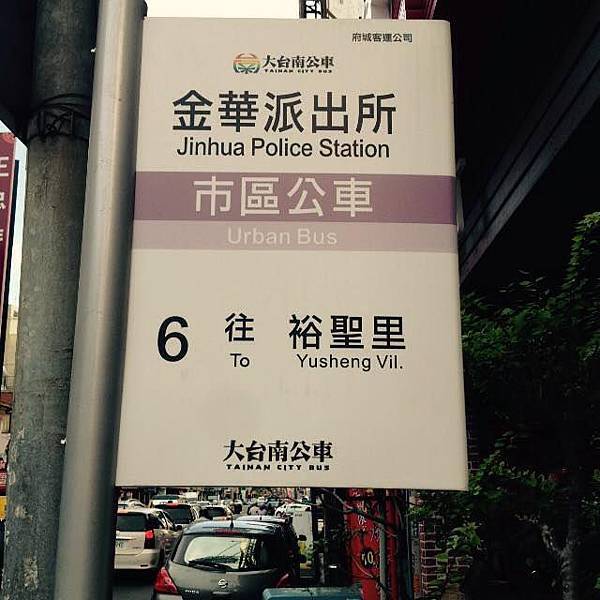 府城客運公司
大台南公車
TAINAN CITY BUS
金華派出所
Jinhua Police Station
市區公車
Urban Bus
6 往 裕聖里
To Yusheng Vil.
大台南公車
TAINAN CITY BUS